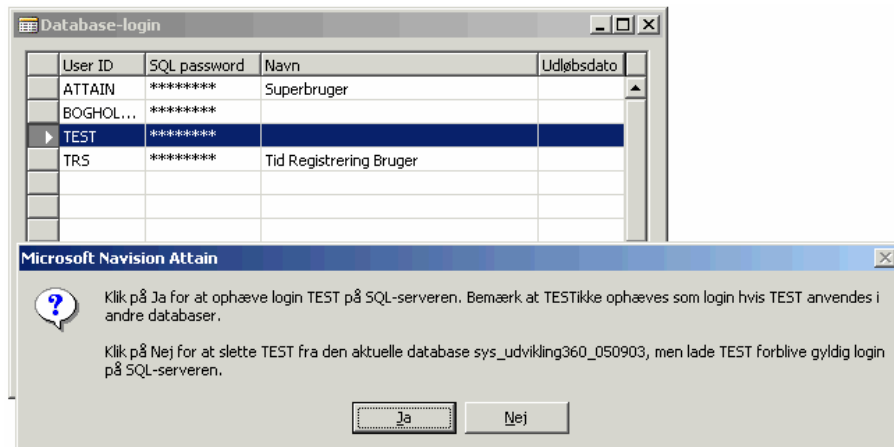 Database-login
User ID SQL password Navn Udløbsdato
ATTAIN ******** Superbruger
BOGHOL... ********
TEST ********
TRS ******** Tid Registrering Bruger
Microsoft Navision Attain
Klik på Ja for at ophæve login TEST på SQL-serveren. Bemærk at TESTikke ophæves som login hvis TEST anvendes i
andre databaser.
Klik på Nej for at slette TEST fra den aktuelle database sys_udvikling360_050903, men lade TEST forblive gyldig login
på SQL-serveren.
Ja Nej